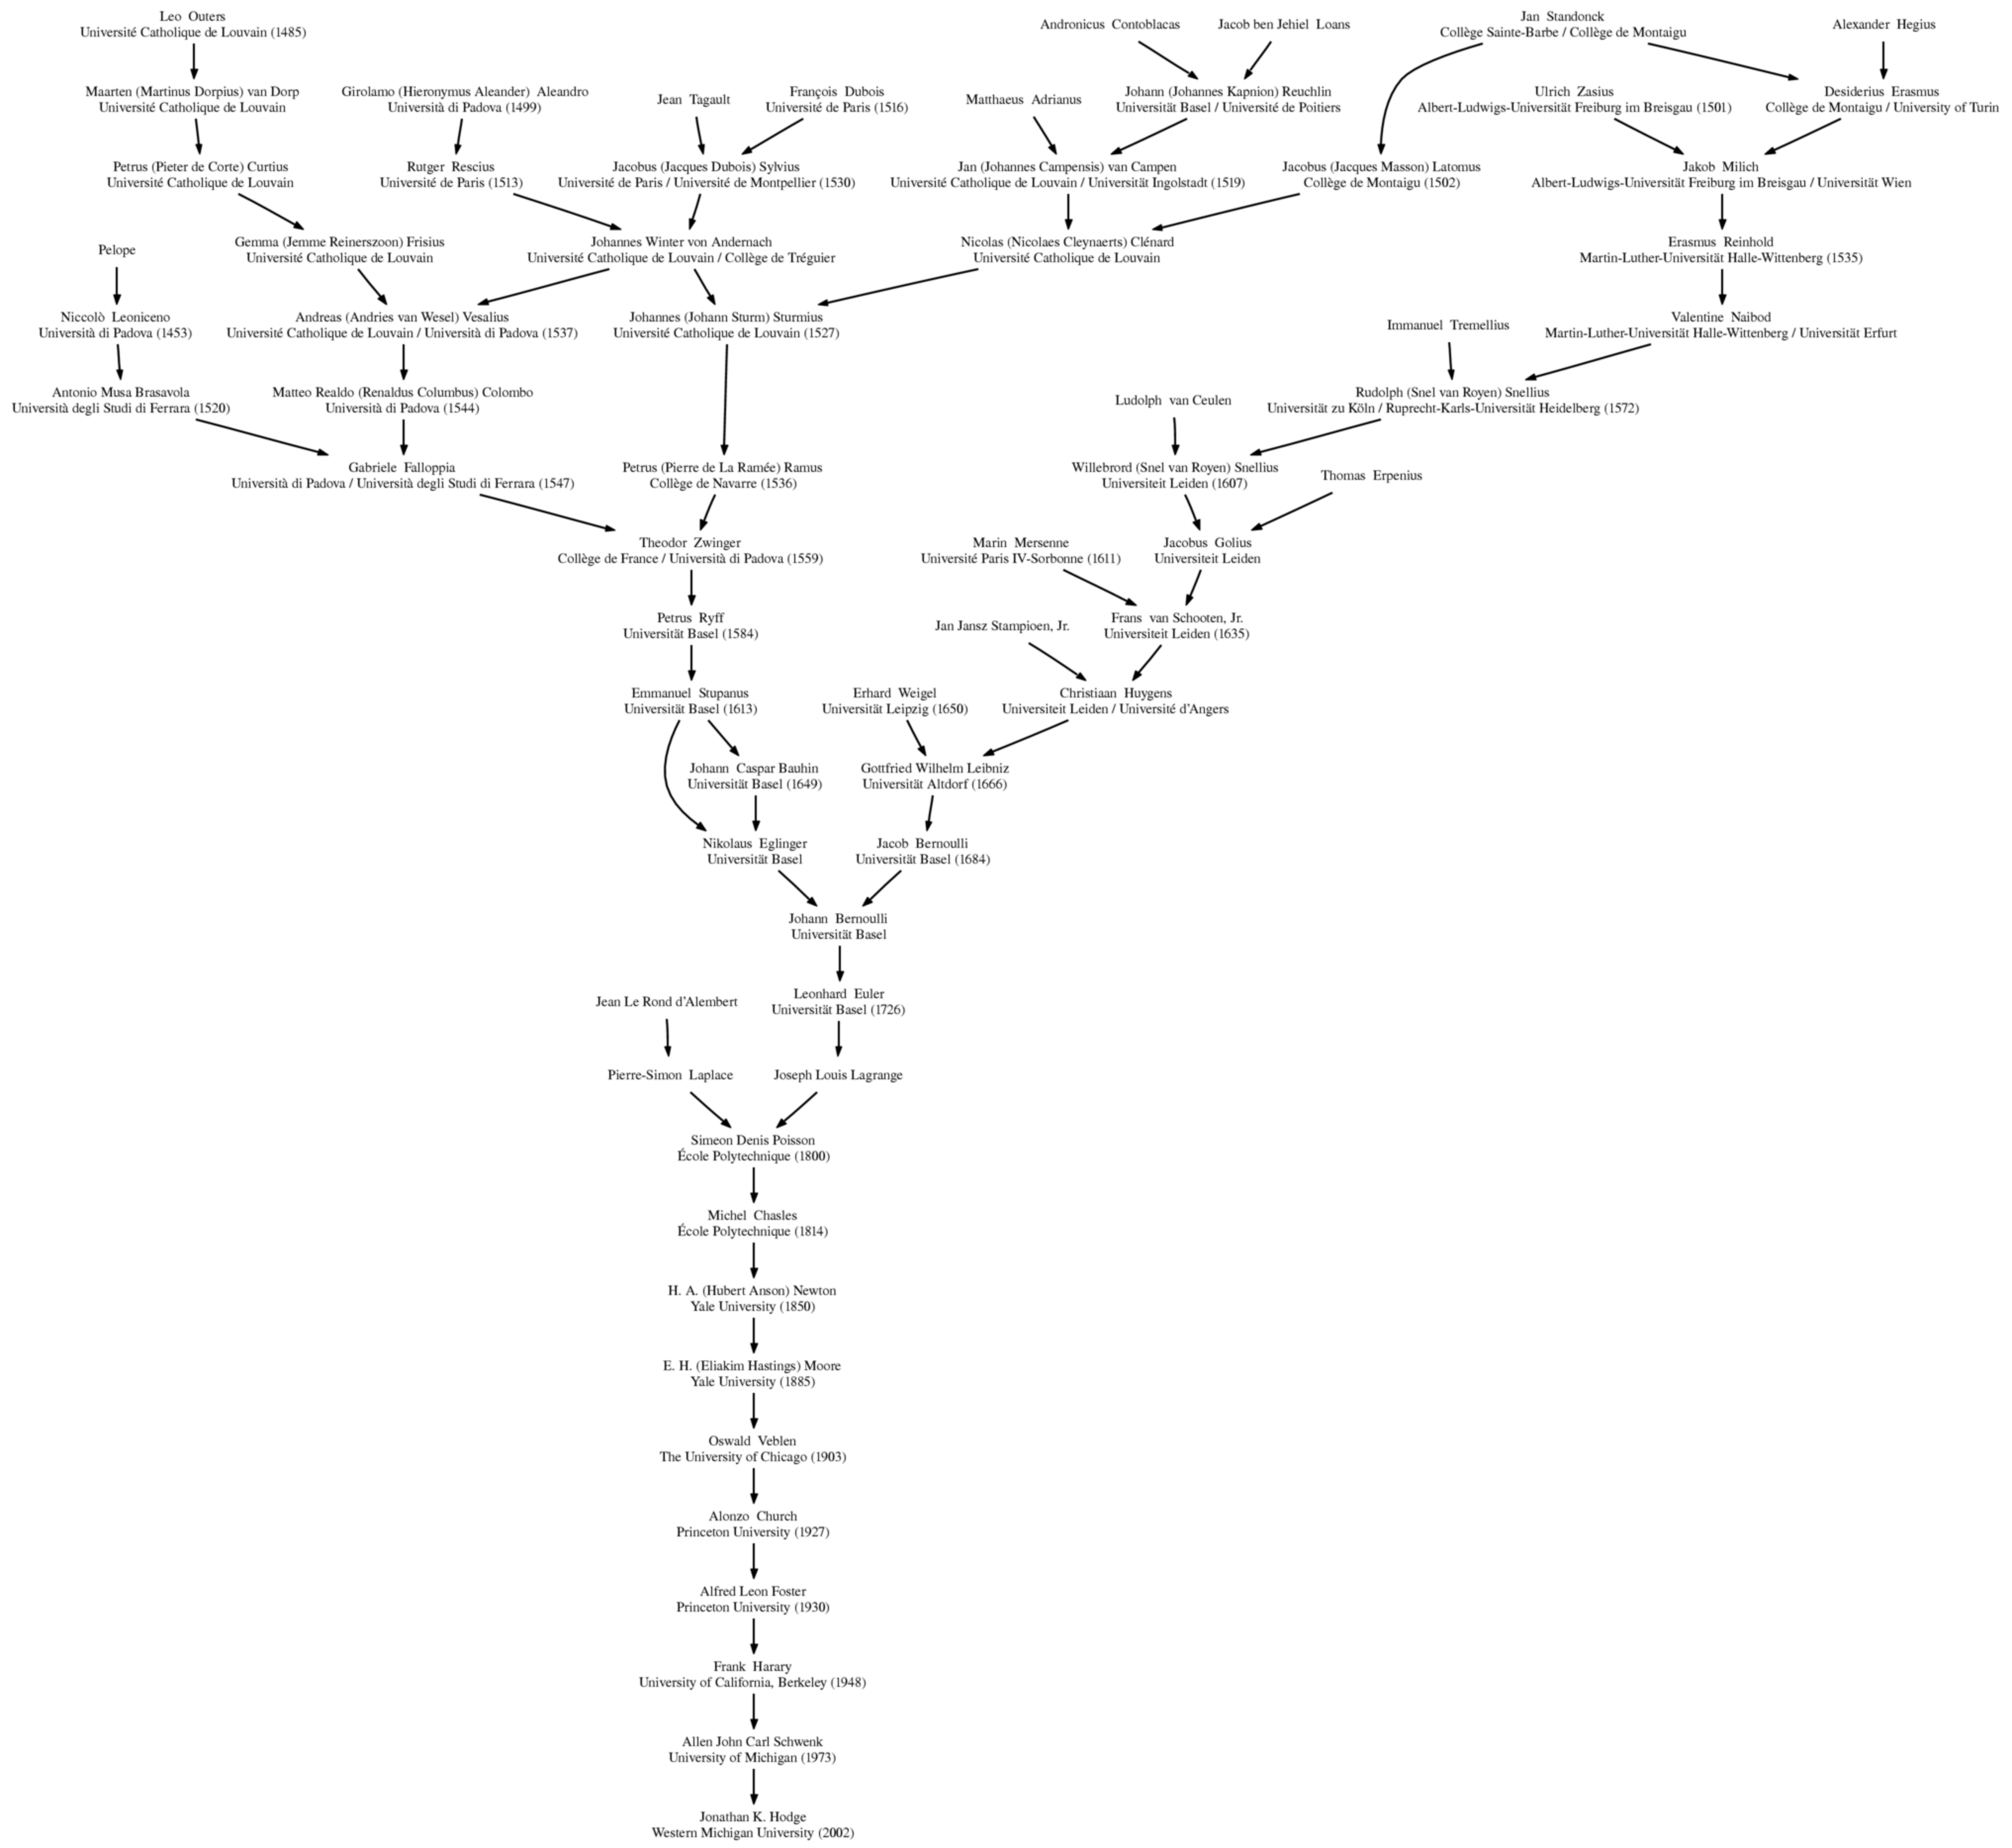 Leo Outers
Université Catholique de Louvain (1485)
Andronicus Contoblacas
Jacob ben Jehiel Loans
Jan Standonck
Collège Sainte-Barbe / Collège de Montaigu
Alexander Hegius
Maarten (Martinus Dorpius) van Dorp
Université Catholique de Louvain
Girolamo (Hieronymus Aleander) Aleandro
Università di Padova (1499)
Jean Tagault
François Dubois
Université de Paris (1516)
Matthaeus Adrianus
Johann (Johannes Kapnion) Reuchlin
Universität Basel / Université de Poitiers
Ulrich Zasius
Albert-Ludwigs-Universität Freiburg im Breisgau (1501)
Desiderius Erasmus
Collège de Montaigu / University of Turin
Petrus (Pieter de Corte) Curtius
Université Catholique de Louvain
Rutger Rescius
Université de Paris (1513)
Jacobus (Jacques Dubois) Sylvius
Université de Paris / Université de Montpellier (1530)
Jan (Johannes Campensis) van Campen
Université Catholique de Louvain / Universität Ingolstadt (1519)
Jacobus (Jacques Masson) Latomus
Collège de Montaigu (1502)
Jakob Milich
Albert-Ludwigs-Universität Freiburg im Breisgau / Universität Wien
Pelope
Gemma (Jemme Reinerszoon) Frisius
Université Catholique de Louvain
Johannes Winter von Andernach
Université Catholique de Louvain / Collège de Tréguier
Nicolas (Nicolaes Cleynaerts) Clénard
Université Catholique de Louvain
Erasmus Reinhold
Martin-Luther-Universität Halle-Wittenberg (1535)
Niccolò Leoniceno
Università di Padova (1453)
Andreas (Andries van Wesel) Vesalius
Université Catholique de Louvain / Università di Padova (1537)
Johannes (Johann Sturm) Sturmius
Université Catholique de Louvain (1527)
Immanuel Tremellius
Valentine Naibod
Martin-Luther-Universität Halle-Wittenberg / Universität Erfurt
Antonio Musa Brasavola
Università degli Studi di Ferrara (1520)
Matteo Realdo (Renaldus Columbus) Colombo
Università di Padova (1544)
Ludolph van Ceulen
Rudolph (Snel van Royen) Snellius
Universität zu Köln / Ruprecht-Karls-Universität Heidelberg (1572)
Gabriele Falloppia
Università di Padova / Università degli Studi di Ferrara (1547)
Petrus (Pierre de La Ramée) Ramus
Collège de Navarre (1536)
Willebrord (Snel van Royen) Snellius
Universiteit Leiden (1607)
Thomas Erpenius
Theodor Zwinger
Collège de France / Università di Padova (1559)
Marin Mersenne
Université Paris IV-Sorbonne (1611)
Jacobus Golius
Universiteit Leiden
Petrus Ryff
Universität Basel (1584)
Jan Jansz Stampioen, Jr.
Frans van Schooten, Jr.
Universiteit Leiden (1635)
Emmanuel Stupanus
Universität Basel (1613)
Erhard Weigel
Universität Leipzig (1650)
Christiaan Huygens
Universiteit Leiden / Université d'Angers
Johann Caspar Bauhin
Universität Basel (1649)
Gottfried Wilhelm Leibniz
Universität Altdorf (1666)
Nikolaus Eglinger
Universität Basel
Jacob Bernoulli
Universität Basel (1684)
Johann Bernoulli
Universität Basel
Jean Le Rond d'Alembert
Leonhard Euler
Universität Basel (1726)
Pierre-Simon Laplace
Joseph Louis Lagrange
Simeon Denis Poisson
École Polytechnique (1800)
Michel Chasles
École Polytechnique (1814)
H. A. (Hubert Anson) Newton
Yale University (1850)
E. H. (Eliakim Hastings) Moore
Yale University (1885)
Oswald Veblen
The University of Chicago (1903)
Alonzo Church
Princeton University (1927)
Alfred Leon Foster
Princeton University (1930)
Frank Harary
University of California, Berkeley (1948)
Allen John Carl Schwenk
University of Michigan (1973)
Jonathan K. Hodge
Western Michigan University (2002)